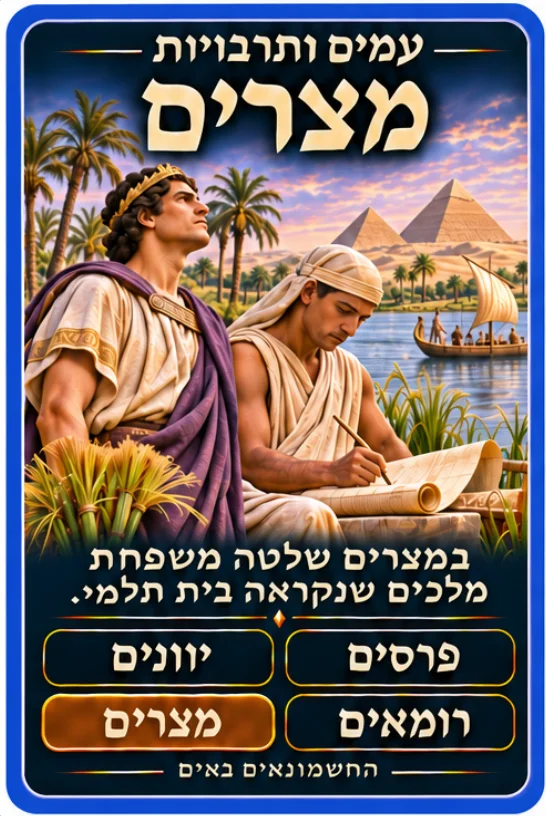 עמים ותרבויות
מצרים
במצרים שלטה משפחת
מלכים שנקראה בית תלמי.
פרסים
יוונים
רומאים
מצרים
החשמונאים באים